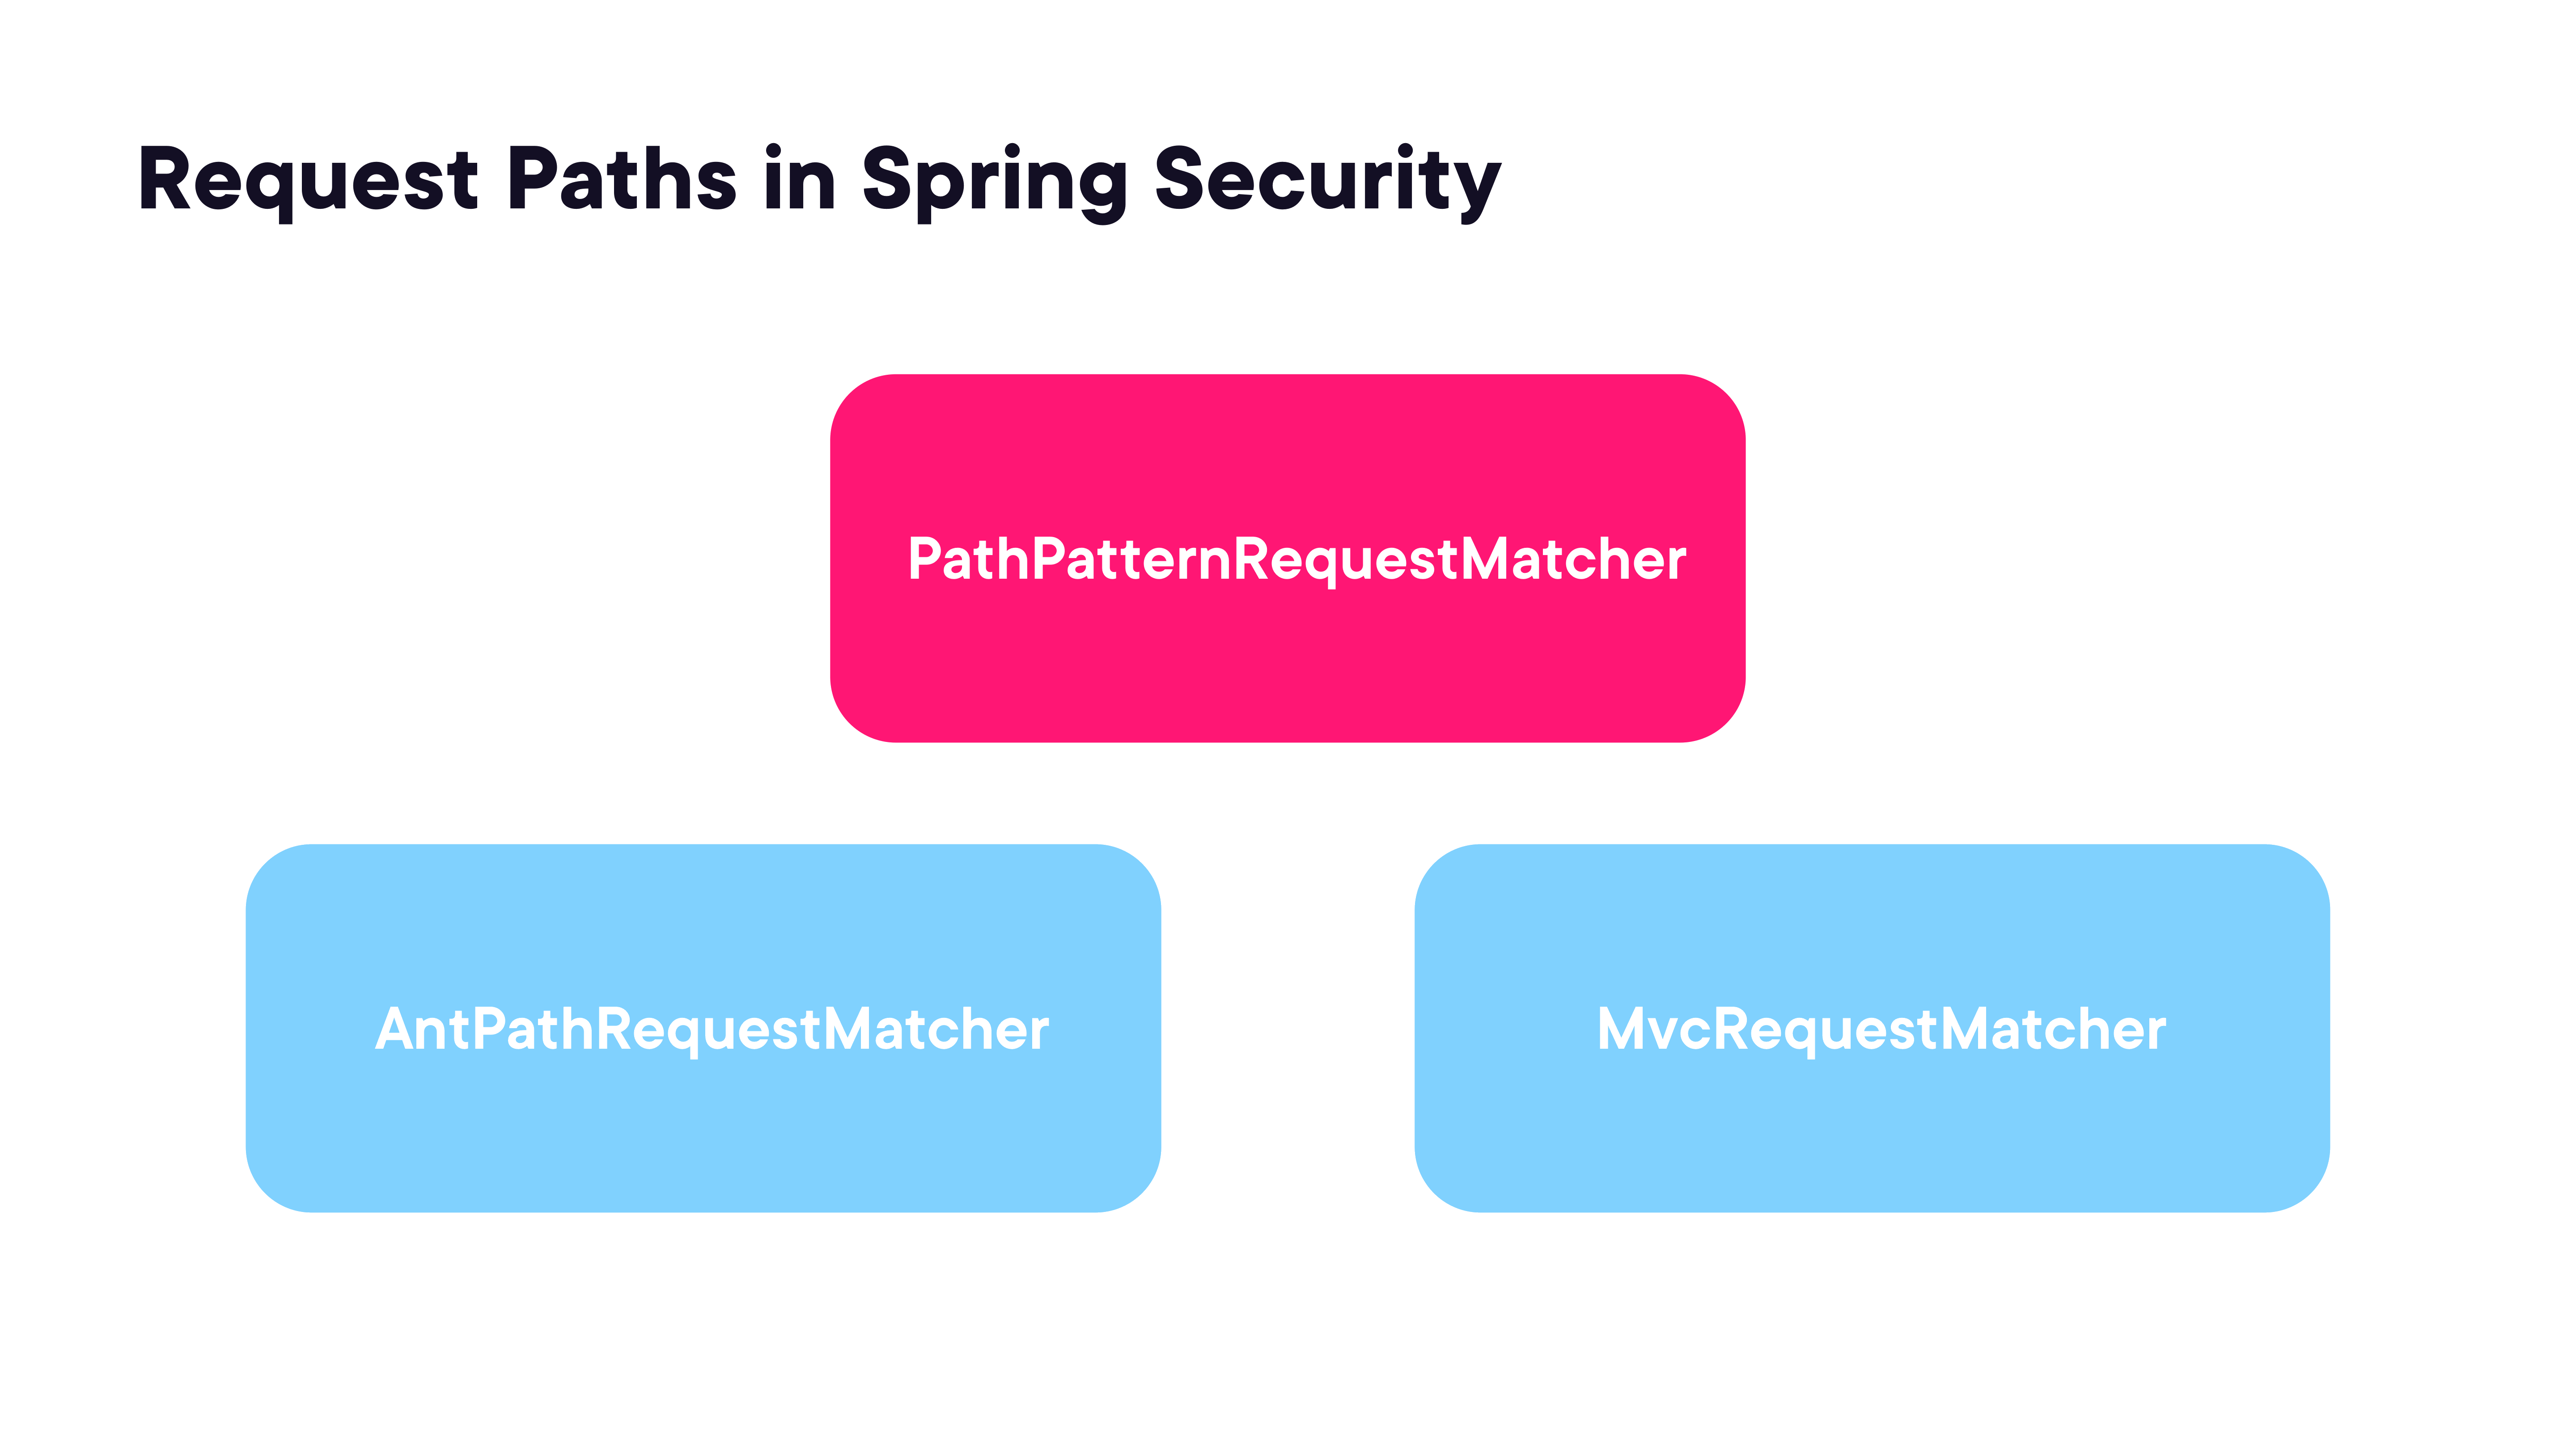 Request Paths in Spring Security
PathPatternRequestMatcher
AntPathRequestMatcher
MvcRequestMatcher